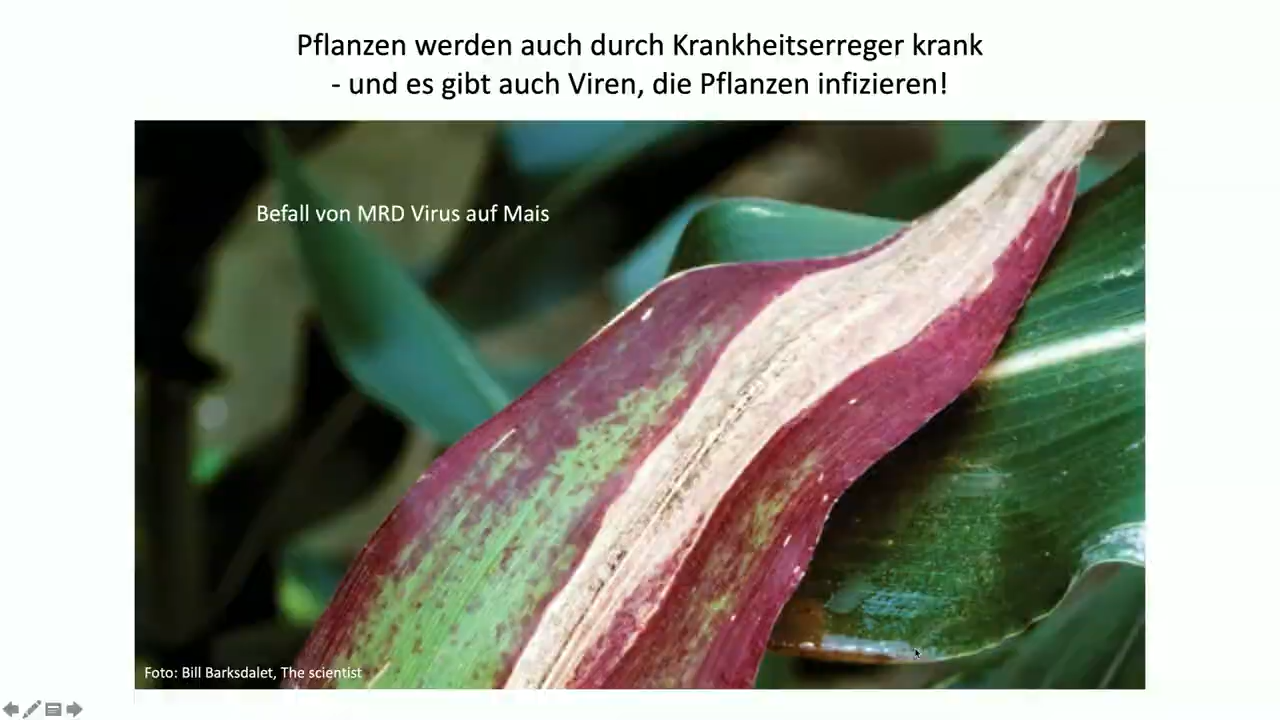 Pflanzen werden auch durch Krankheitserreger krank
- und es gibt auch Viren, die Pflanzen infizieren!
Befall von MRD Virus auf Mais
Foto: Bill Barksdalet, The scientist